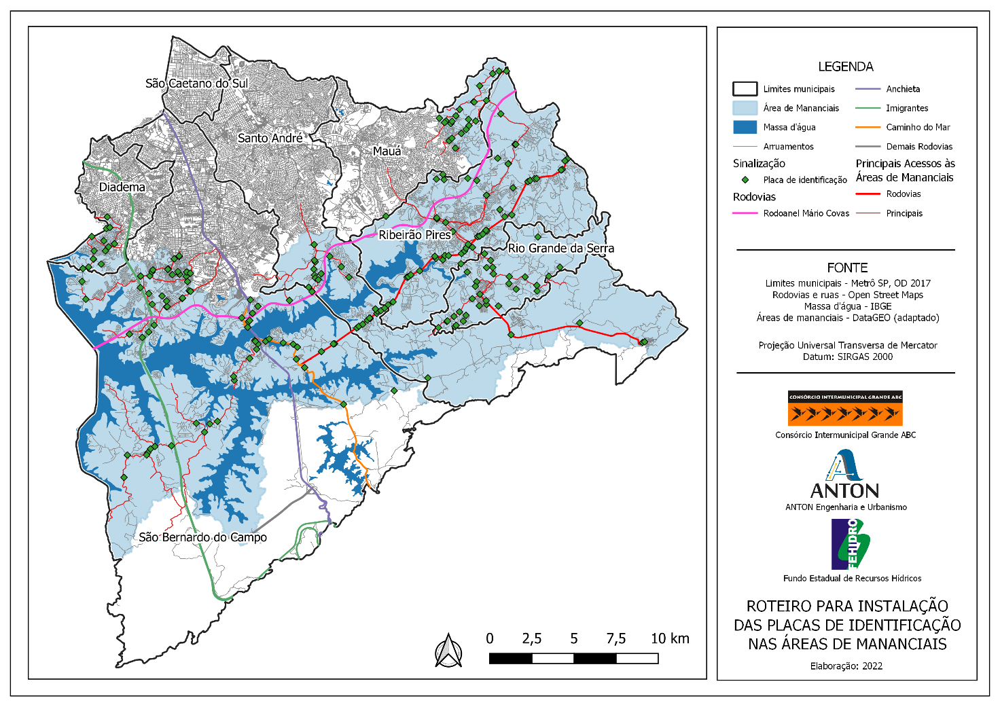 São Caetano do Sul
Santo André
Mauá
Diadema
Ribeirão Pires
Rio Grande da Serra
São Bernardo do Campo
0 2,5 5 7,5 10 km
LEGENDA
Limites municipais
Área de Mananciais
Massa d'água
Arruamentos
Sinalização
Placa de identificação
Rodovias
Rodoanel Mário Covas
Anchieta
Imigrantes
Caminho do Mar
Demais Rodovias
Principais Acessos às
Áreas de Mananciais
Rodovias
Principais
FONTE
Limites municipais - Metrô SP, OD 2017
Rodovias e ruas - Open Street Maps
Massa d'água - IBGE
Áreas de mananciais - DataGEO (adaptado)
Projeção Universal Transversa de Mercator
Datum: SIRGAS 2000
CONSÓRCIO INTERMUNICIPAL GRANDE ABC
Consórcio Intermunicipal Grande ABC
ANTON
ANTON Engenharia e Urbanismo
FEHIDRO
Fundo Estadual de Recursos Hídricos
ROTEIRO PARA INSTALAÇÃO
DAS PLACAS DE IDENTIFICAÇÃO
NAS ÁREAS DE MANANCIAIS
Elaboração: 2022